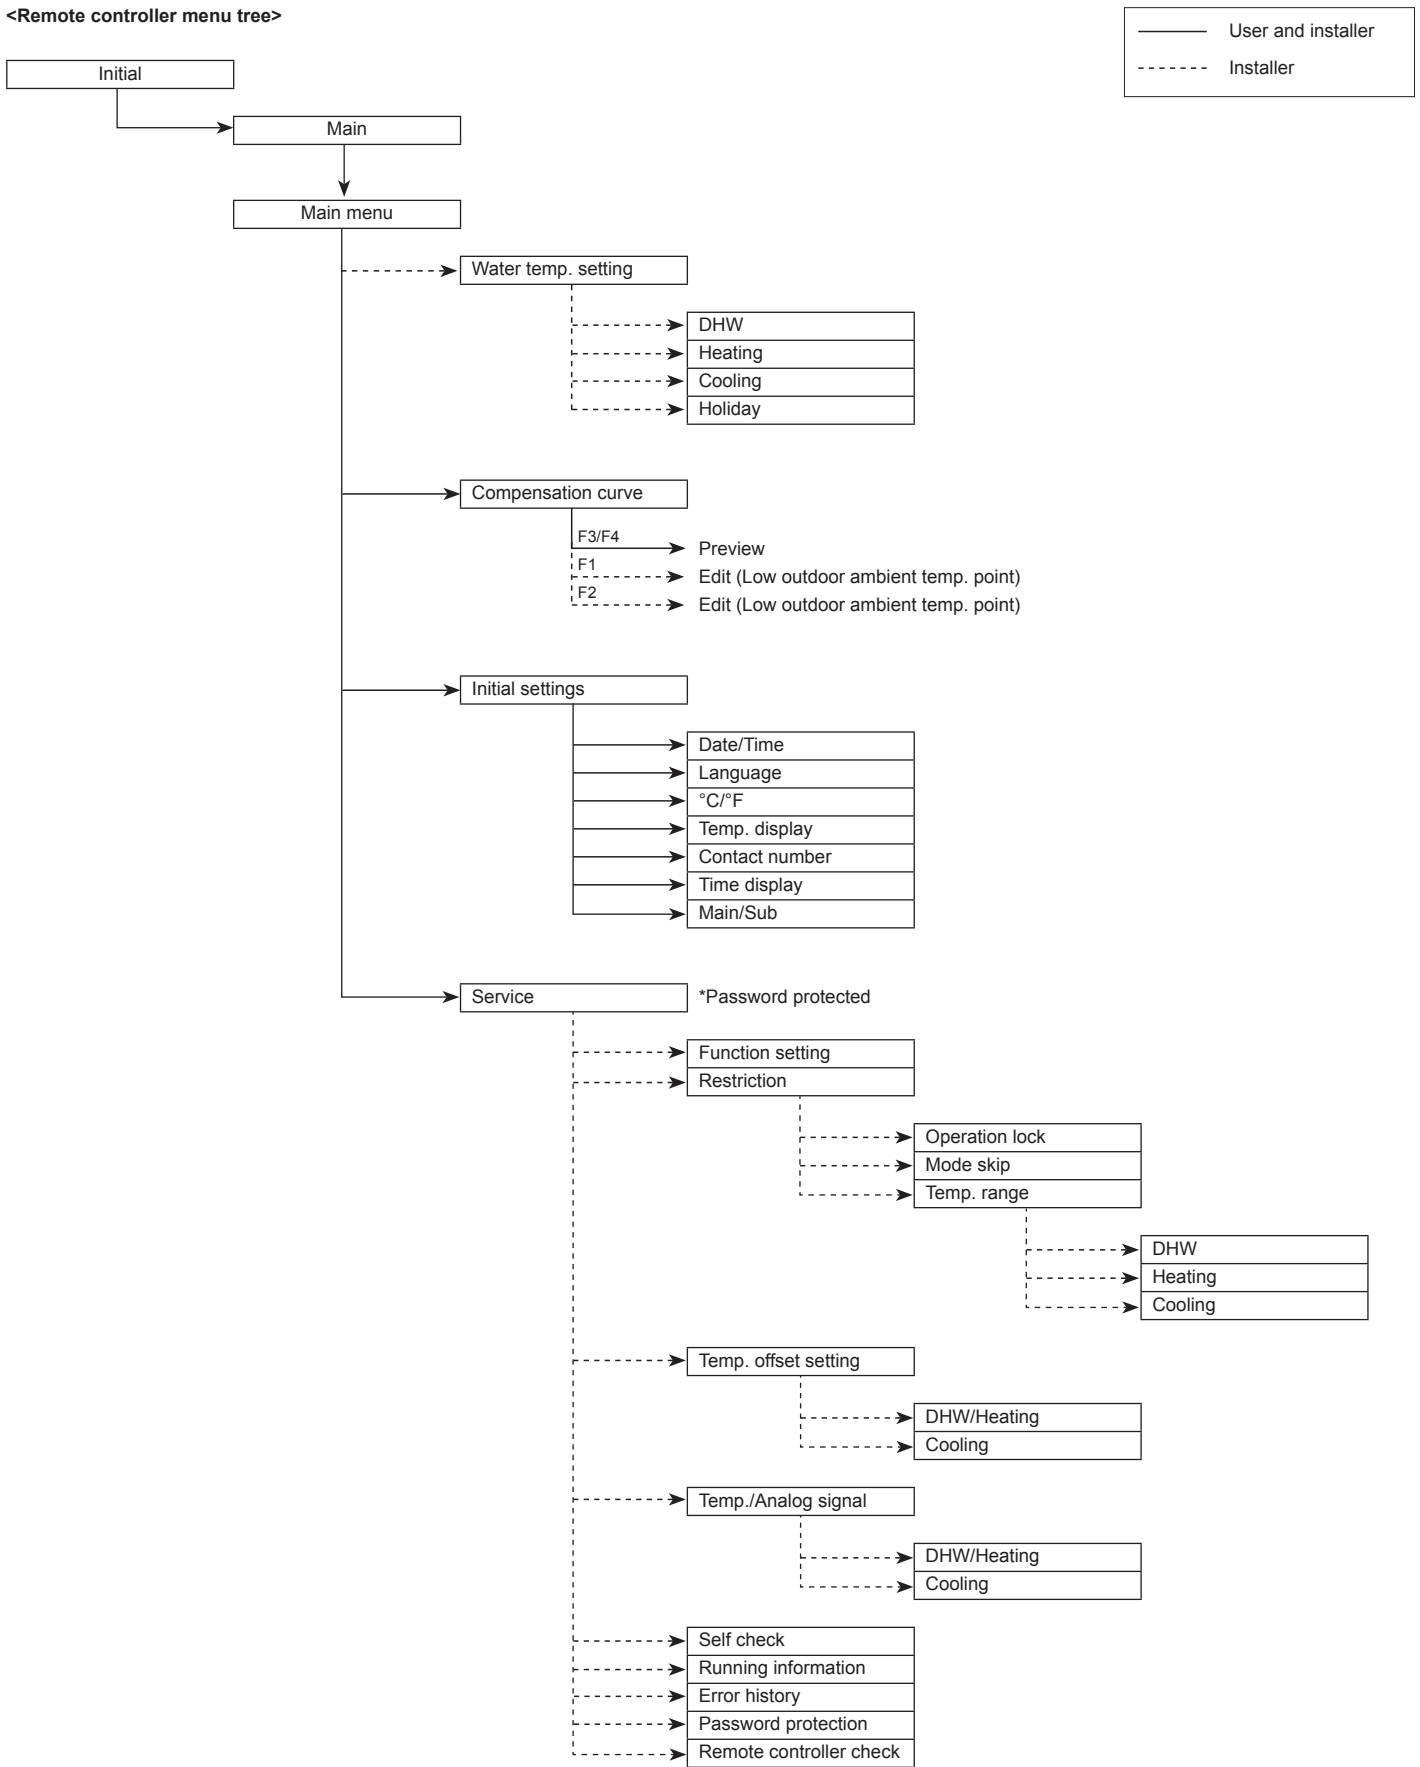 <Remote controller menu tree>
User and installer
Installer
Initial
Main
Main menu
Water temp. setting
DHW
Heating
Cooling
Holiday
Compensation curve
F3/F4
Preview
F1
Edit (Low outdoor ambient temp. point)
F2
Edit (Low outdoor ambient temp. point)
Initial settings
Date/Time
Language
°C/°F
Temp. display
Contact number
Time display
Main/Sub
Service
*Password protected
Function setting
Restriction
Operation lock
Mode skip
Temp. range
DHW
Heating
Cooling
Temp. offset setting
DHW/Heating
Cooling
Temp./Analog signal
DHW/Heating
Cooling
Self check
Running information
Error history
Password protection
Remote controller check